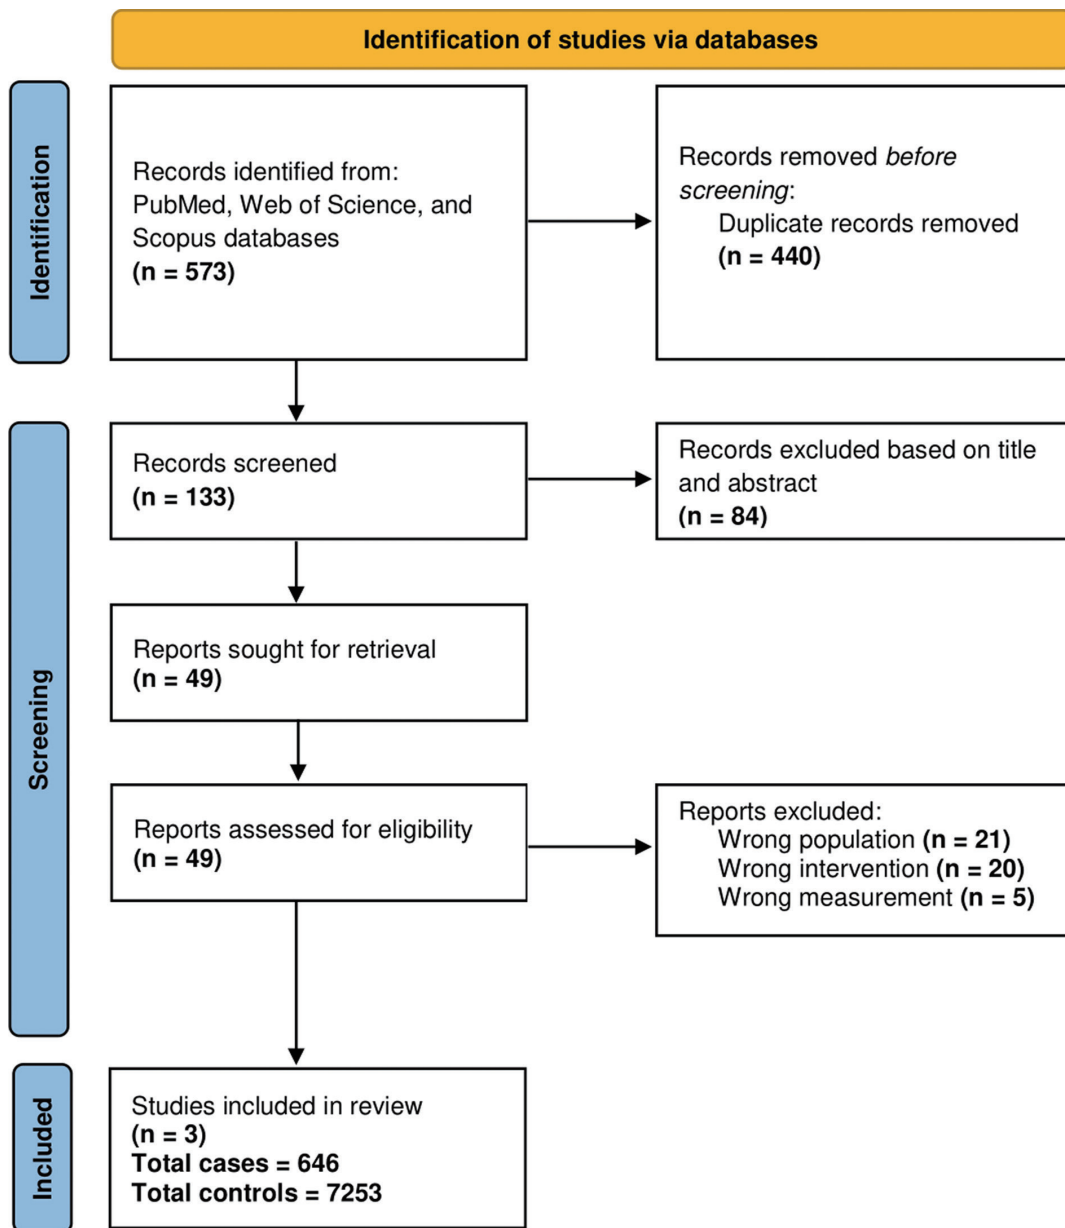 Identification of studies via databases
Identification
Records identified from:
PubMed, Web of Science, and
Scopus databases
(n = 573)
Records removed before
screening:
Duplicate records removed
(n = 440)
Screening
Records screened
(n = 133)
Records excluded based on title
and abstract
(n = 84)
Reports sought for retrieval
(n = 49)
Reports assessed for eligibility
(n = 49)
Reports excluded:
Wrong population (n = 21)
Wrong intervention (n = 20)
Wrong measurement (n = 5)
Included
Studies included in review
(n = 3)
Total cases = 646
Total controls = 7253